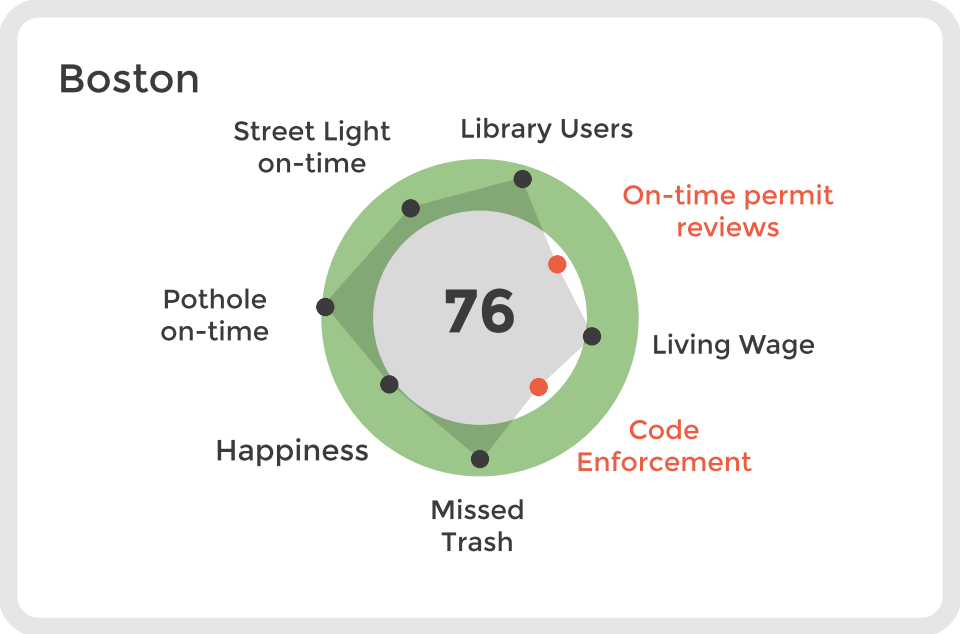 Boston
Street Light
on-time
Library Users
On-time permit
reviews
Pothole
on-time
76
Living Wage
Happiness
Code
Enforcement
Missed
Trash